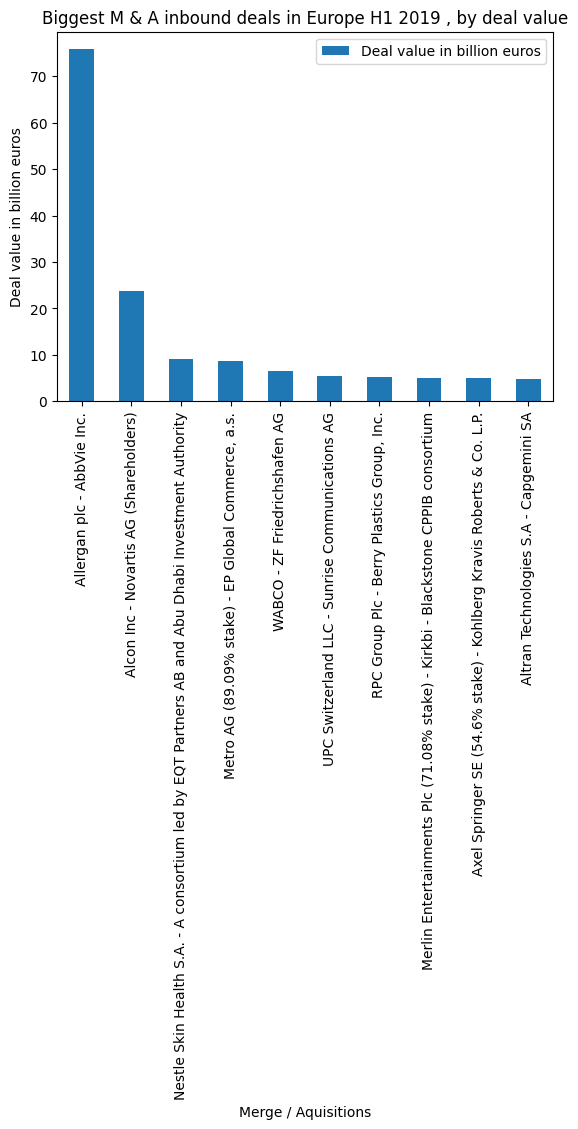 Biggest M & A inbound deals in Europe H1 2019 , by deal value
Deal value in billion euros
Deal value in billion euros
70
60
50
40
30
20
10
0
Allergan plc - AbbVie Inc.
Alcon Inc - Novartis AG (Shareholders)
Nestle Skin Health S.A. - A consortium led by EQT Partners AB and Abu Dhabi Investment Authority
Metro AG (89.09% stake) - EP Global Commerce, a.s.
WABCO - ZF Friedrichshafen AG
UPC Switzerland LLC - Sunrise Communications AG
RPC Group Plc - Berry Plastics Group, Inc.
Merlin Entertainments Plc (71.08% stake) - Kirkbi - Blackstone CPPIB consortium
Axel Springer SE (54.6% stake) - Kohlberg Kravis Roberts & Co. L.P.
Altran Technologies S.A - Capgemini SA
Merge / Aquisitions